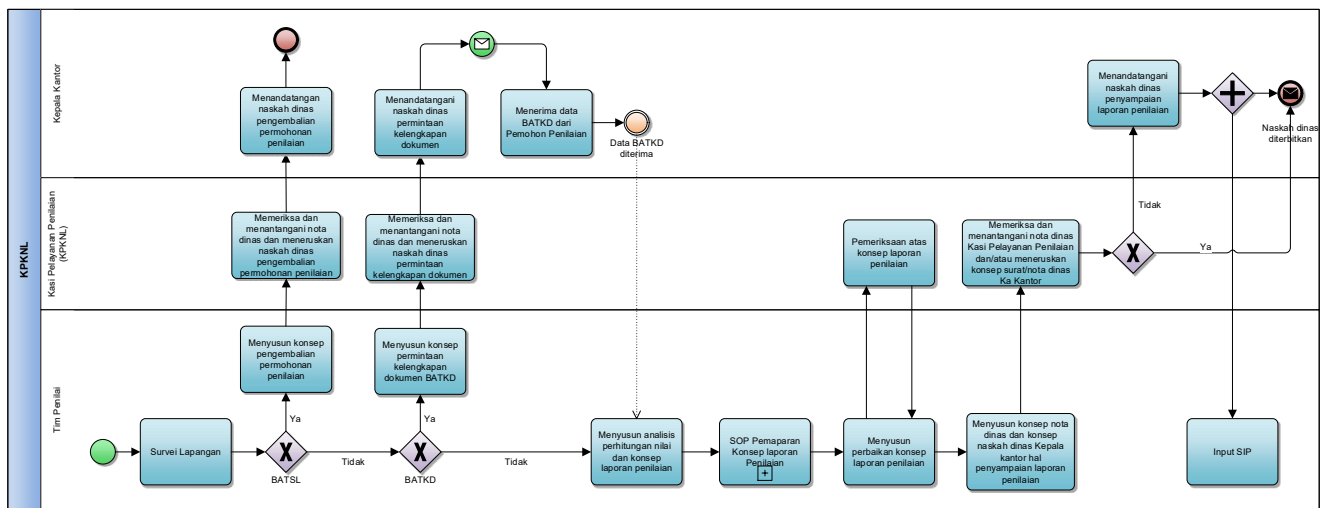 KPKNL
Kepala Kantor
Menandatangan
naskah dinas
pengembalian
permohonan
penilaian
Menandatangani
naskah dinas
permintaan
kelengkapan
dokumen
Menerima data
BATKD dari
Pemohon Penilaian
Data BATKD
diterima
Menandatangani
naskah dinas
penyampaian
laporan penilaian
Naskah dinas
diterbitkan
Kasi Pelayanan Penilaian
(KPKNL)
Memeriksa dan
menantangani nota
dinas dan meneruskan
naskah dinas
pengembalian
permohonan penilaian
Memeriksa dan
menantangani nota
dinas dan meneruskan
naskah dinas
permintaan
kelengkapan dokumen
Pemeriksaan atas
konsep laporan
penilaian
Memeriksa dan
menantangani nota dinas
Kasi Pelayanan Penilaian
dan/atau meneruskan
konsep surat/nota dinas
Ka Kantor
Tidak
Ya
Tim Penilai
Menyusun konsep
pengembalian
permohonan
penilaian
Menyusun konsep
permintaan
kelengkapan
dokumen BATKD
Ya
Ya
Survei Lapangan
BATSL
Tidak
BATKD
Tidak
Menyusun analisis
perhitungan nilai
dan konsep
laporan penilaian
SOP Pemaparan
Konsep laporan
Penilaian
Menyusun
perbaikan konsep
laporan penilaian
Menyusun konsep nota
dinas dan konsep
naskah dinas Kepala
kantor hal
penyampaian laporan
penilaian
Input SIP